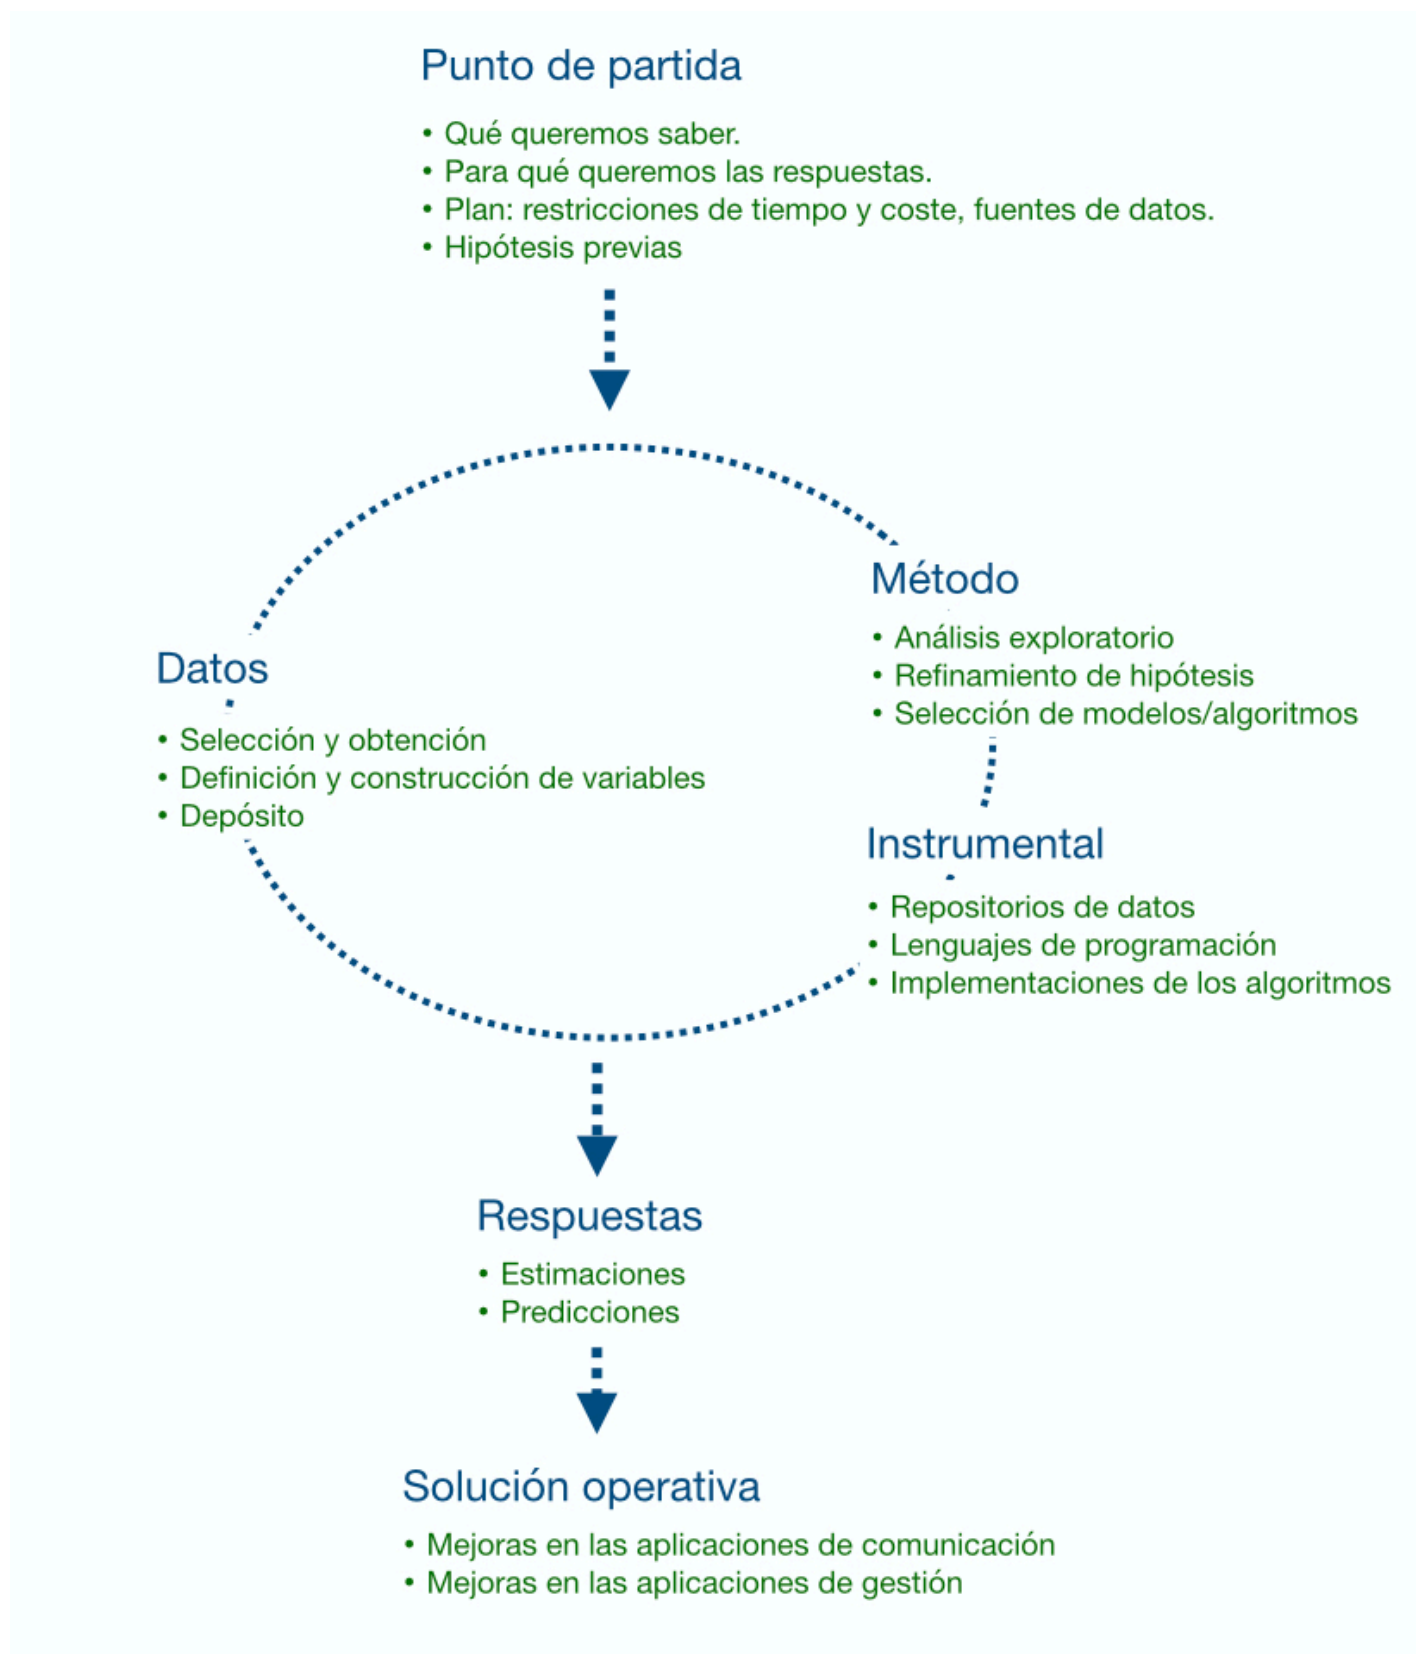 Punto de partida
• Qué queremos saber.
• Para qué queremos las respuestas.
• Plan: restricciones de tiempo y coste, fuentes de datos.
• Hipótesis previas
Método
• Análisis exploratorio
• Refinamiento de hipótesis
• Selección de modelos/algoritmos
Datos
• Selección y obtención
• Definición y construcción de variables
• Depósito
Instrumental
• Repositorios de datos
• Lenguajes de programación
• Implementaciones de los algoritmos
Respuestas
• Estimaciones
• Predicciones
Solución operativa
• Mejoras en las aplicaciones de comunicación
• Mejoras en las aplicaciones de gestión